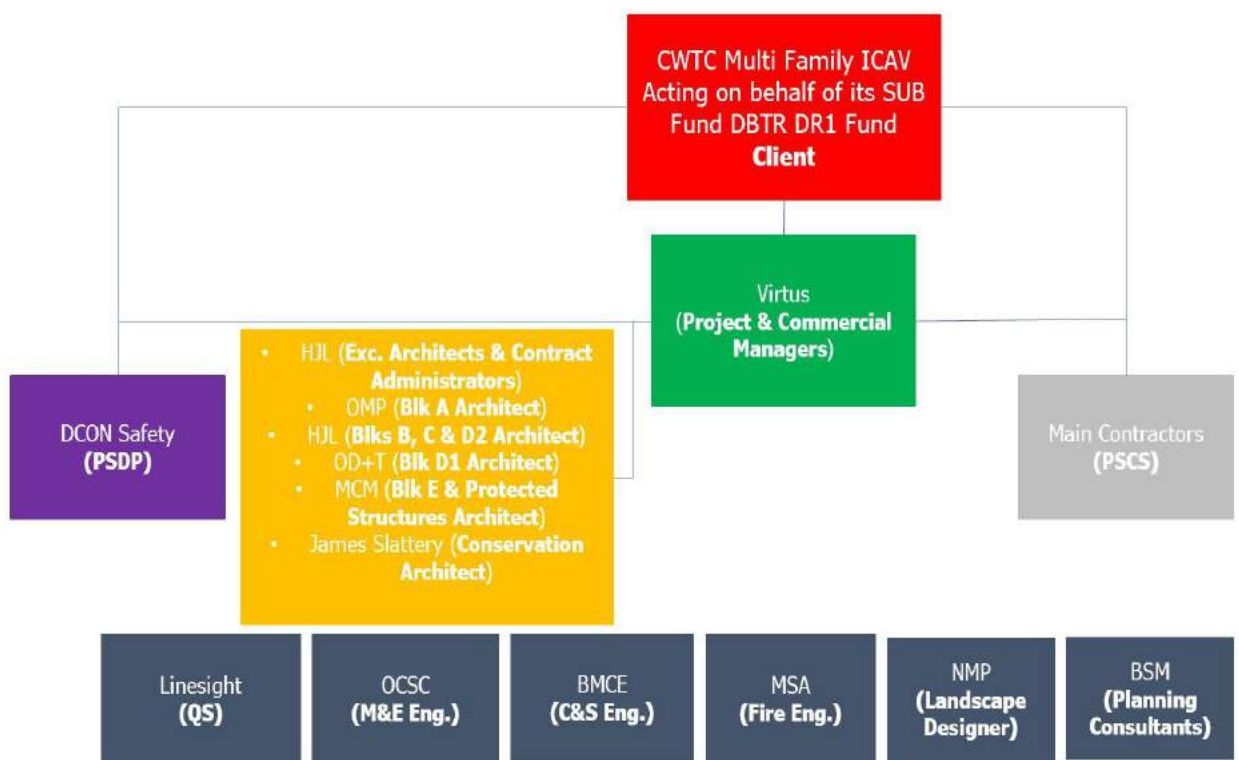 CWTC Multi Family ICAV
Acting on behalf of its SUB
Fund DBTR DR1 Fund
Client
Virtus
(Project & Commercial
Managers)
• HJL (Exc. Architects & Contract
Administrators)
• OMP (Blk A Architect)
• HJL (Blks B, C & D2 Architect)
• OD+T (Blk D1 Architect)
• MCM (Blk E & Protected
Structures Architect)
• James Slattery (Conservation
Architect)
DCON Safety
(PSDP)
Main Contractors
(PSCS)
Linesight
(QS)
OCSC
(M&E Eng.)
BMCE
(C&S Eng.)
MSA
(Fire Eng.)
NMP
(Landscape
Designer)
BSM
(Planning
Consultants)